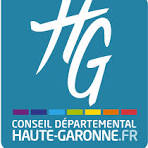 HG
CONSEIL DÉPARTEMENTAL
HAUTE-GARONNE.FR